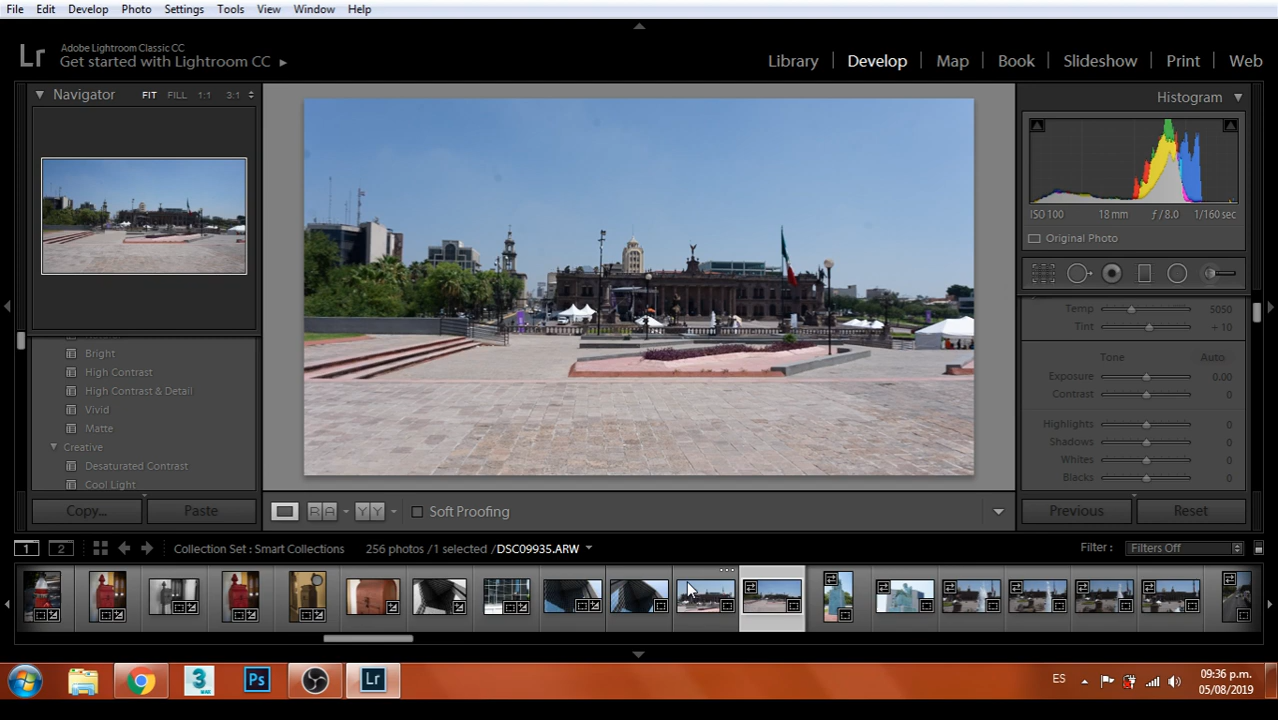 File Edit Develop Photo Settings Tools View Window Help
Lr
Adobe Lightroom Classic CC
Get started with Lightroom CC
Library Develop Map Book Slideshow Print Web
Navigator FIT FILL 1:1 3:1
Histogram
ISO 100 18 mm ƒ / 8.0 1/160 sec
Original Photo
Temp 5050
Tint + 10
Tone Auto
Exposure 0.00
Contrast 0
Highlights 0
Shadows 0
Whites 0
Blacks 0
Bright
High Contrast
High Contrast & Detail
Vivid
Matte
Creative
Desaturated Contrast
Cool Light
Copy... Paste
R A Y Y Soft Proofing
Previous Reset
1 2 Collection Set : Smart Collections 256 photos /1 selected /DSC09935.ARW Filter : Filters Off
3 MAX Ps Lr
ES 09:36 p.m.
05/08/2019